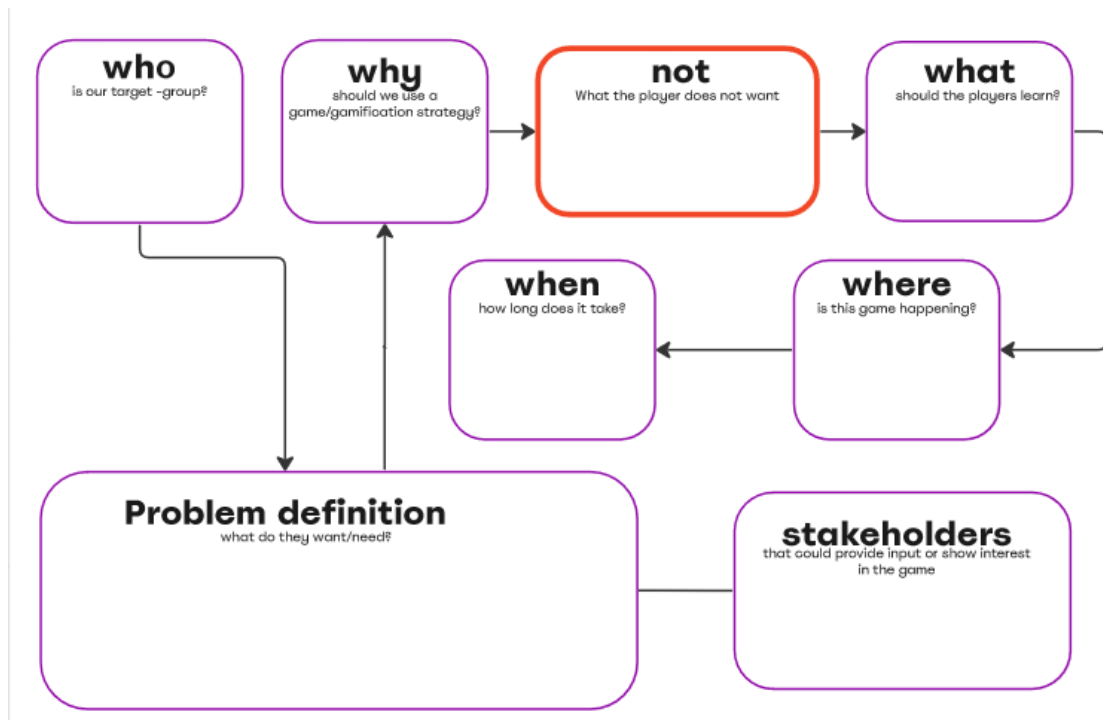 who
is our target -group?
why
should we use a
game/gamification strategy?
not
What the player does not want
what
should the players learn?
when
how long does it take?
where
is this game happening?
Problem definition
what do they want/need?
stakeholders
that could provide input or show interest
in the game